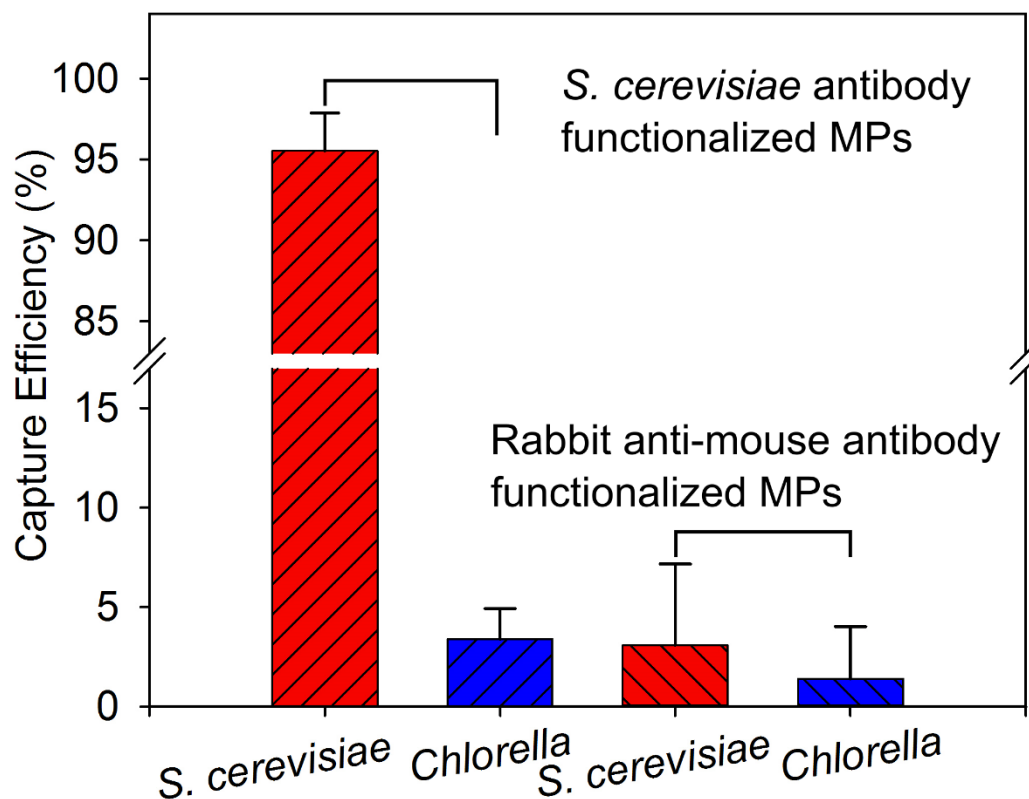 Capture Efficiency (%)
100
95
90
85
15
10
5
0
S. cerevisiae antibody
functionalized MPs
Rabbit anti-mouse antibody
functionalized MPs
S. cerevisiae
Chlorella
S. cerevisiae
Chlorella